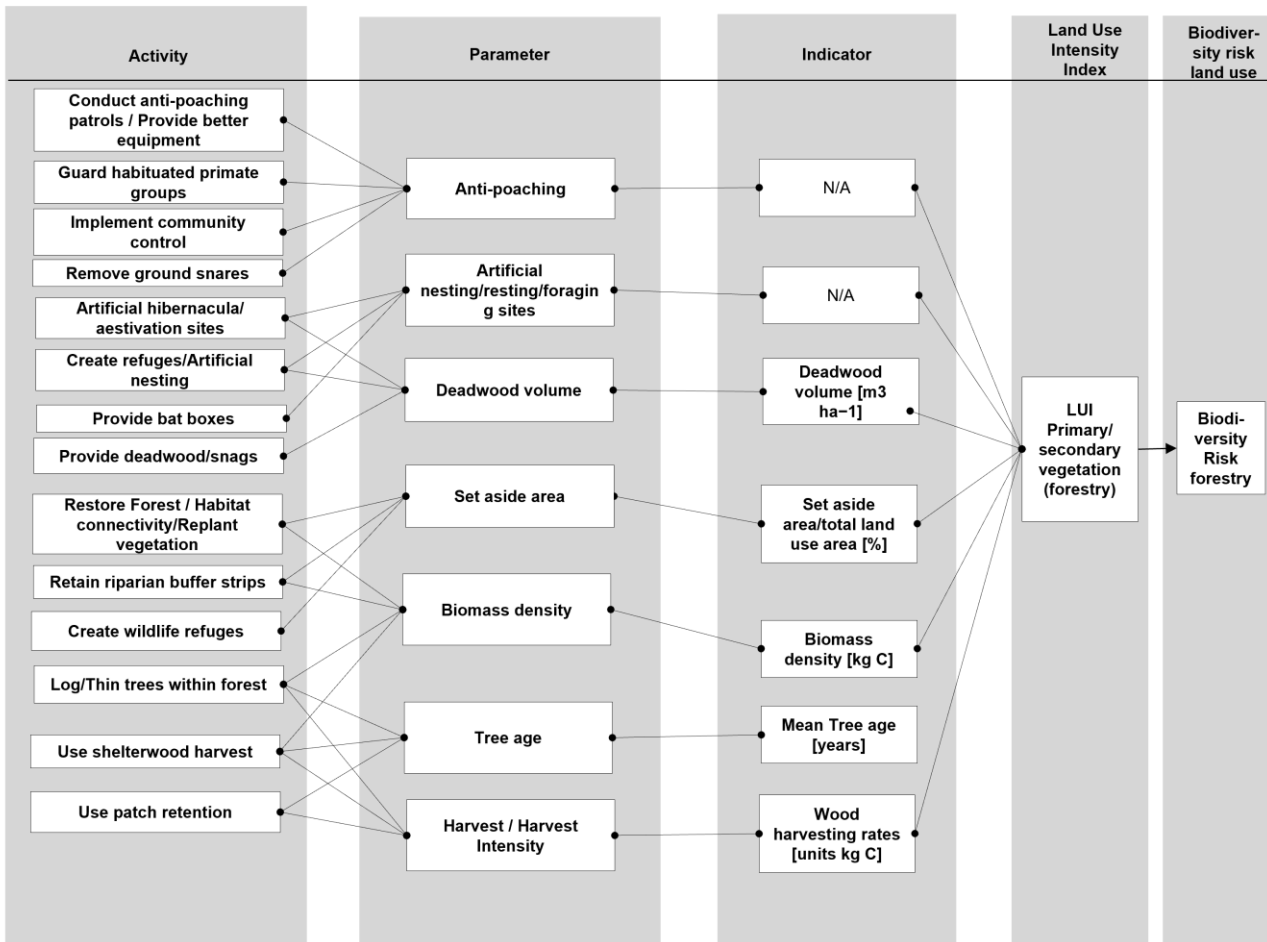 Activity
Parameter
Indicator
Land Use
Intensity
Index
Biodiver-
sity risk
land use
Conduct anti-poaching
patrols / Provide better
equipment
Guard habituated primate
groups
Implement community
control
Remove ground snares
Artificial hibernacula/
aestivation sites
Create refuges/Artificial
nesting
Provide bat boxes
Provide deadwood/snags
Restore Forest / Habitat
connectivity/Replant
vegetation
Retain riparian buffer strips
Create wildlife refuges
Log/Thin trees within forest
Use shelterwood harvest
Use patch retention
Anti-poaching
Artificial
nesting/resting/foragin
g sites
Deadwood volume
Set aside area
Biomass density
Tree age
Harvest / Harvest
Intensity
N/A
N/A
Deadwood
volume [m3
ha−1]
Set aside
area/total land
use area [%]
Biomass
density [kg C]
Mean Tree age
[years]
Wood
harvesting rates
[units kg C]
LUI
Primary/
secondary
vegetation
(forestry)
Biodi-
versity
Risk
forestry